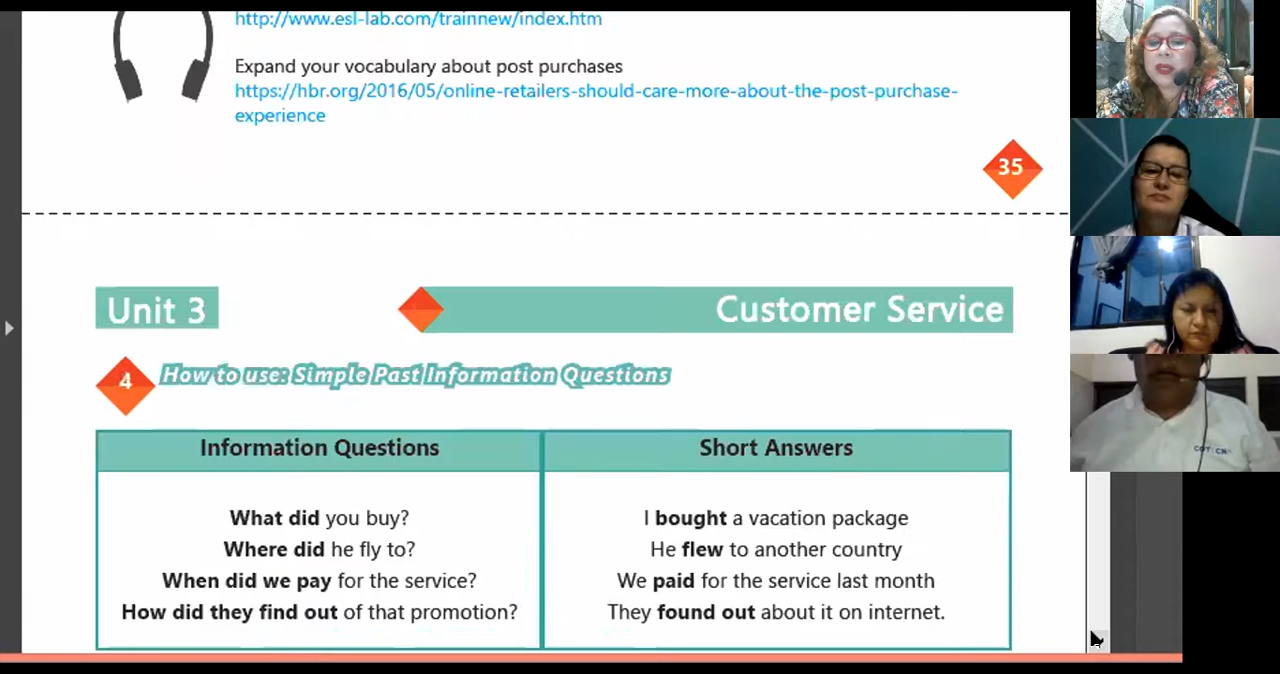 http://www.esl-lab.com/trainnew/index.htm
Expand your vocabulary about post purchases
https://hbr.org/2016/05/online-retailers-should-care-more-about-the-post-purchase-
experience
35
Unit 3
Customer Service
4
How to use: Simple Past Information Questions
Information Questions
Short Answers
What did you buy?
I bought a vacation package
Where did he fly to?
He flew to another country
When did we pay for the service?
We paid for the service last month
How did they find out of that promotion?
They found out about it on internet.